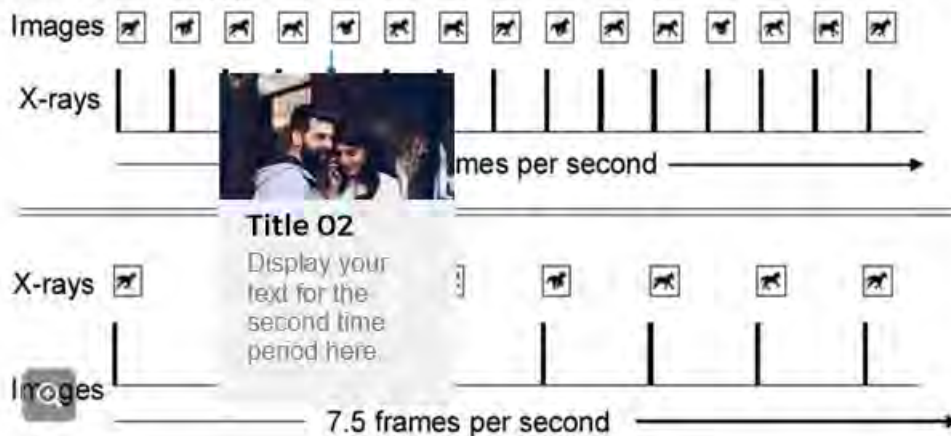 Images
X-rays
mes per second
Title 02
Display your
text for the
second time
period here.
X-rays
Images
7.5 frames per second